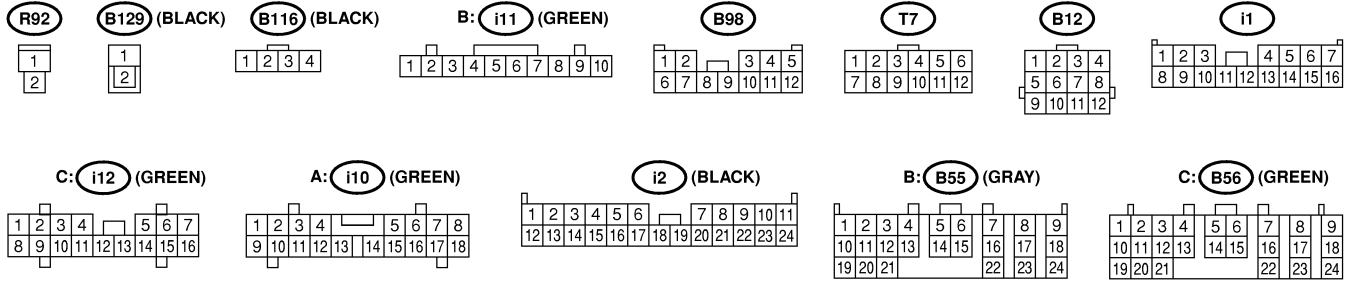 R92 B129 (BLACK) B116 (BLACK) B: i11 (GREEN) B98 T7 B12 i1
1
2
1
2
1 2 3 4
1 2 3 4 5 6 7 8 9 10
1 2 3 4 5
6 7 8 9 10 11 12
1 2 3 4 5 6
7 8 9 10 11 12
1 2 3 4
5 6 7 8
9 10 11 12
1 2 3 4 5 6 7
8 9 10 11 12 13 14 15 16
C: i12 (GREEN) A: i10 (GREEN) i2 (BLACK) B: B55 (GRAY) C: B56 (GREEN)
1 2 3 4 5 6 7
8 9 10 11 12 13 14 15 16
1 2 3 4 5 6 7 8
9 10 11 12 13 14 15 16 17 18
1 2 3 4 5 6 7 8 9 10 11
12 13 14 15 16 17 18 19 20 21 22 23 24
1 2 3 4 5 6 7 8 9
10 11 12 13 14 15 16 17 18
19 20 21 22 23 24
1 2 3 4 5 6 7 8 9
10 11 12 13 14 15 16 17 18
19 20 21 22 23 24